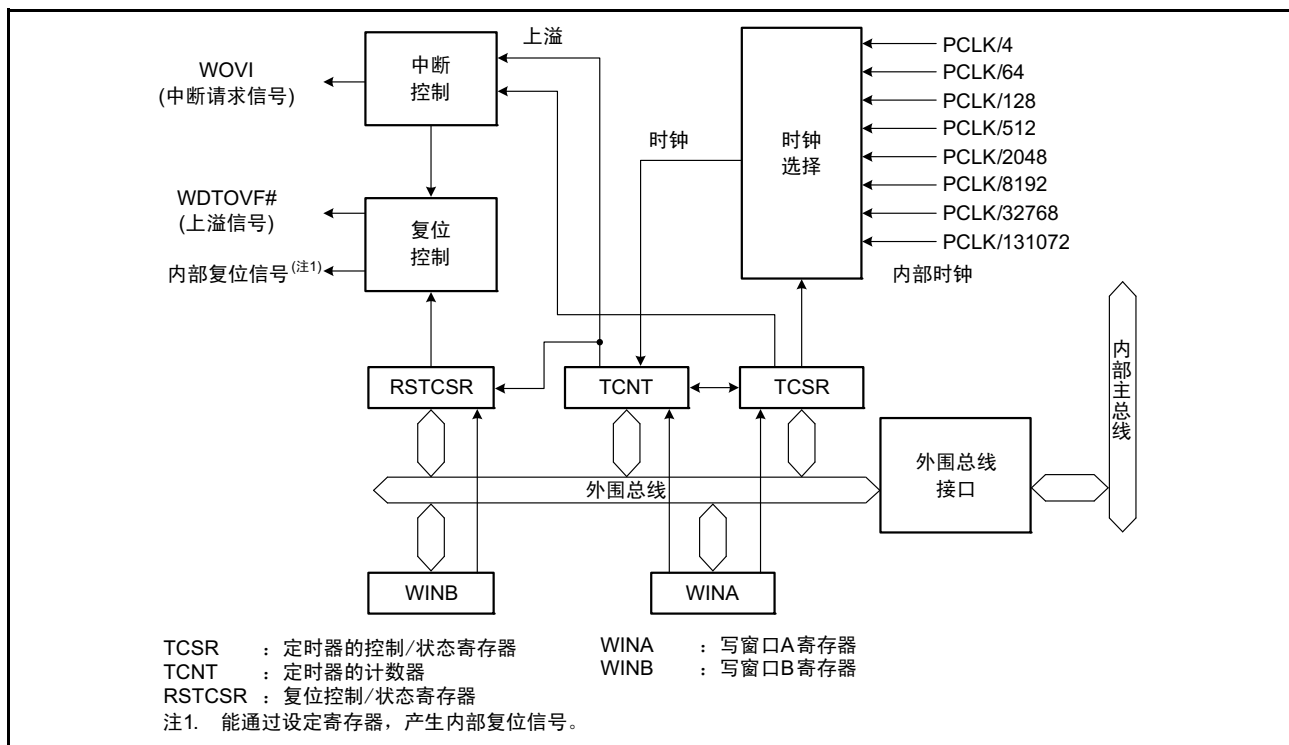 上溢
中断
控制
WOVI
(中断请求信号)
PCLK/4
PCLK/64
PCLK/128
PCLK/512
PCLK/2048
PCLK/8192
PCLK/32768
PCLK/131072
时钟
时钟
选择
WDTOVF#
(上溢信号)
复位
控制
内部复位信号(注1)
内部时钟
内部主总线
RSTCSR
TCNT
TCSR
外围总线
外围总线
接口
WINB
WINA
TCSR ：定时器的控制/状态寄存器
TCNT ：定时器的计数器
RSTCSR ：复位控制/状态寄存器
WINA ：写窗口A寄存器
WINB ：写窗口B寄存器
注1. 能通过设定寄存器，产生内部复位信号。